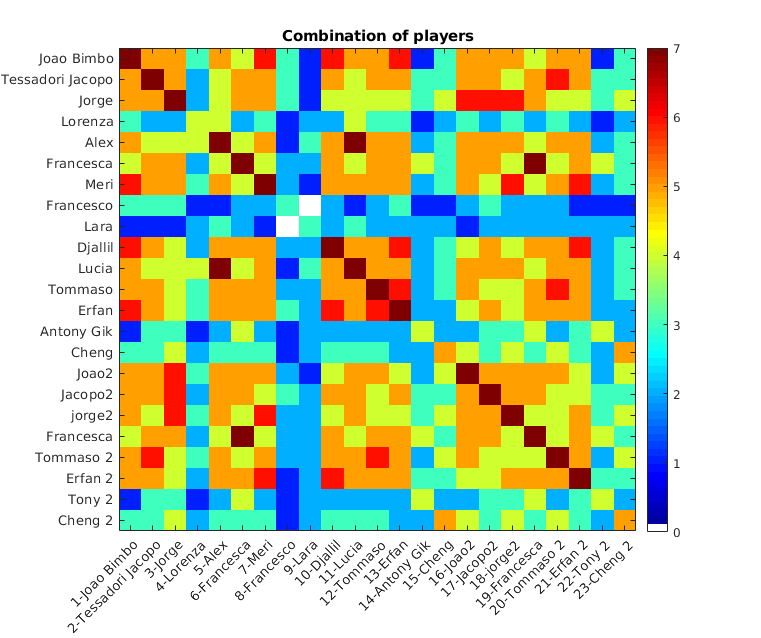 Combination of players
Joao Bimbo
Tessadori Jacopo
Jorge
Lorenza
Alex
Francesca
Meri
Francesco
Lara
Djallil
Lucia
Tommaso
Erfan
Antony Gik
Cheng
Joao2
Jacopo2
jorge2
Francesca
Tommaso 2
Erfan 2
Tony 2
Cheng 2
1-Joao Bimbo
2-Tessadori Jacopo
3-Jorge
4-Lorenza
5-Alex
6-Francesca
7-Meri
8-Francesco
9-Lara
10-Djallil
11-Lucia
12-Tommaso
13-Erfan
14-Antony Gik
15-Cheng
16-Joao2
17-Jacopo2
18-jorge2
19-Francesca
20-Tommaso 2
21-Erfan 2
22-Tony 2
23-Cheng 2
7
6
5
4
3
2
1
0